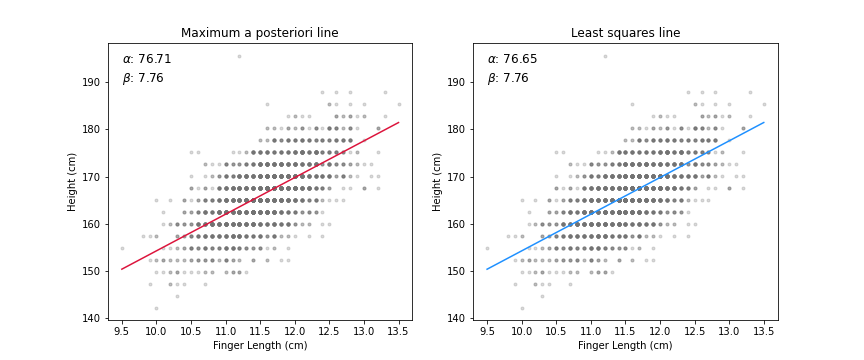 Maximum a posteriori line
α: 76.71
β: 7.76
Height (cm)
190
180
170
160
150
140
9.5 10.0 10.5 11.0 11.5 12.0 12.5 13.0 13.5
Finger Length (cm)
Least squares line
α: 76.65
β: 7.76
Height (cm)
190
180
170
160
150
140
9.5 10.0 10.5 11.0 11.5 12.0 12.5 13.0 13.5
Finger Length (cm)